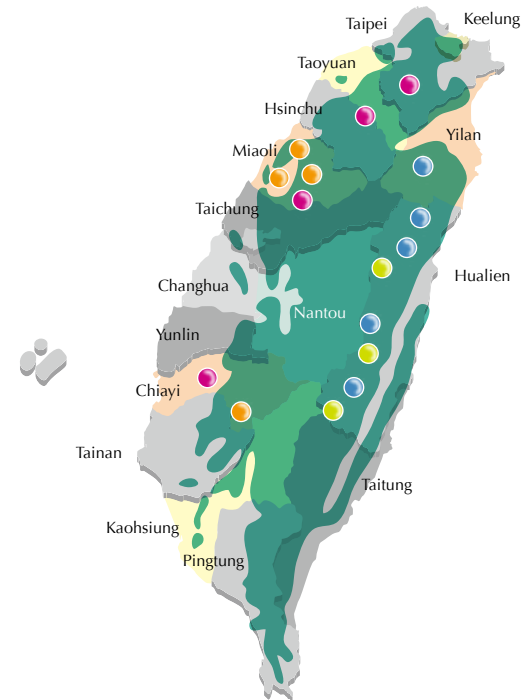 Taipei
Keelung
Taoyuan
Hsinchu
Yilan
Miaoli
Taichung
Hualien
Changhua
Nantou
Yunlin
Chiayi
Tainan
Taitung
Kaohsiung
Pingtung